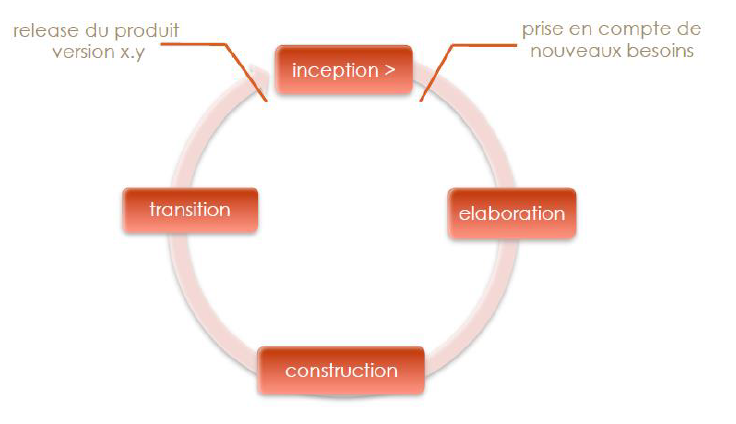 release du produit
version x.y
prise en compte de
nouveaux besoins
inception >
transition
elaboration
construction